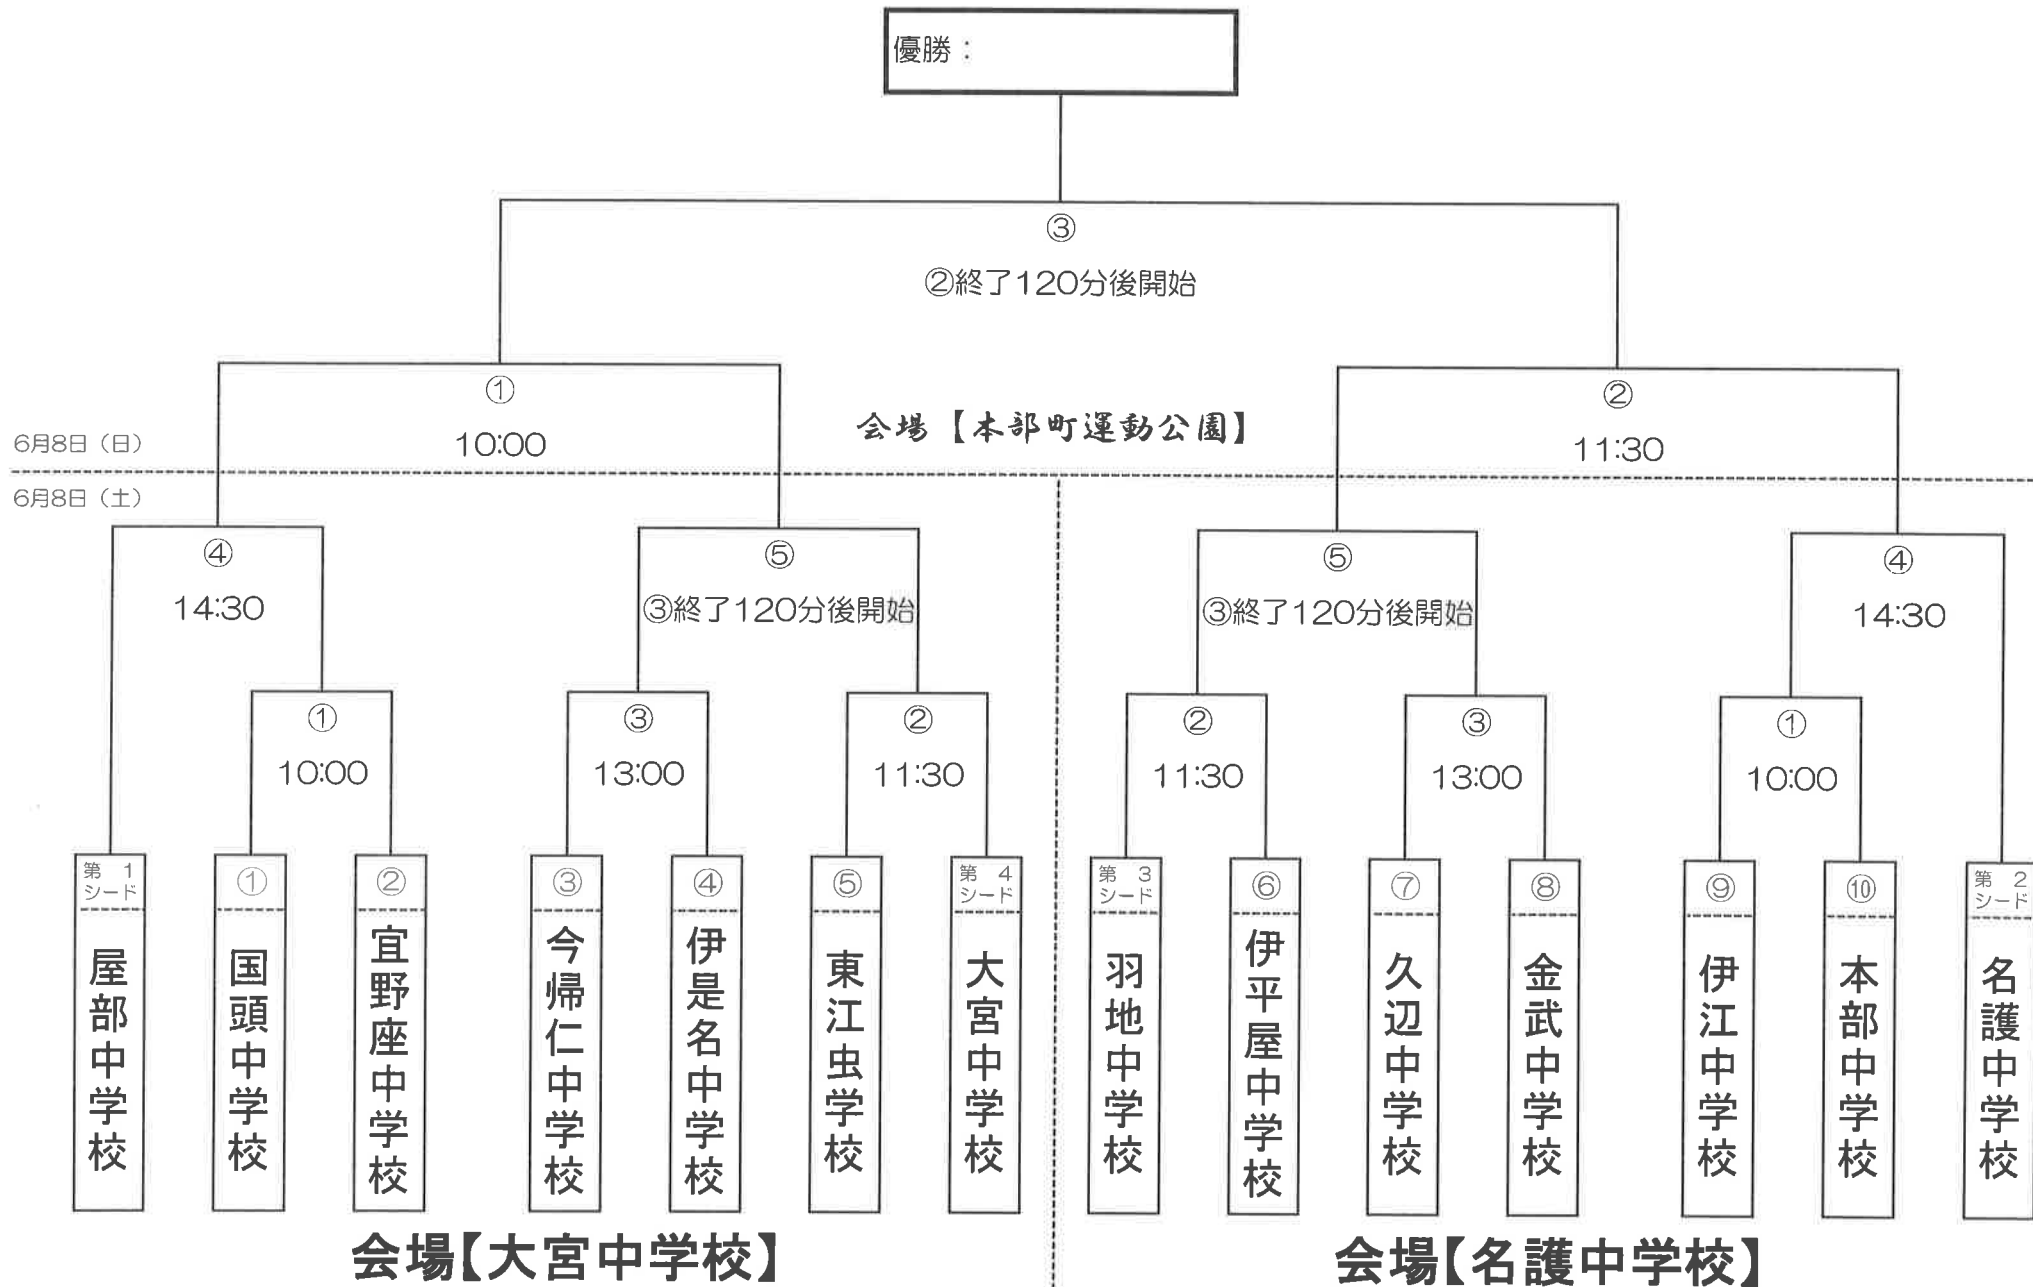 優勝：
③
②終了120分後開始
①
②
会場【本部町運動公園】
6月8日（日）
10:00
11:30
6月8日（土）
④
⑤
⑤
④
14:30
③終了120分後開始
③終了120分後開始
14:30
①
③
②
②
③
①
10:00
13:00
11:30
11:30
13:00
10:00
第 1
シード
屋部中学校
①
国頭中学校
②
宜野座中学校
③
今帰仁中学校
④
伊是名中学校
⑤
東江虫学校
第 4
シード
大宮中学校
第 3
シード
羽地中学校
⑥
伊平屋中学校
⑦
久辺中学校
⑧
金武中学校
⑨
伊江中学校
⑩
本部中学校
第 2
シード
名護中学校
会場【大宮中学校】
会場【名護中学校】